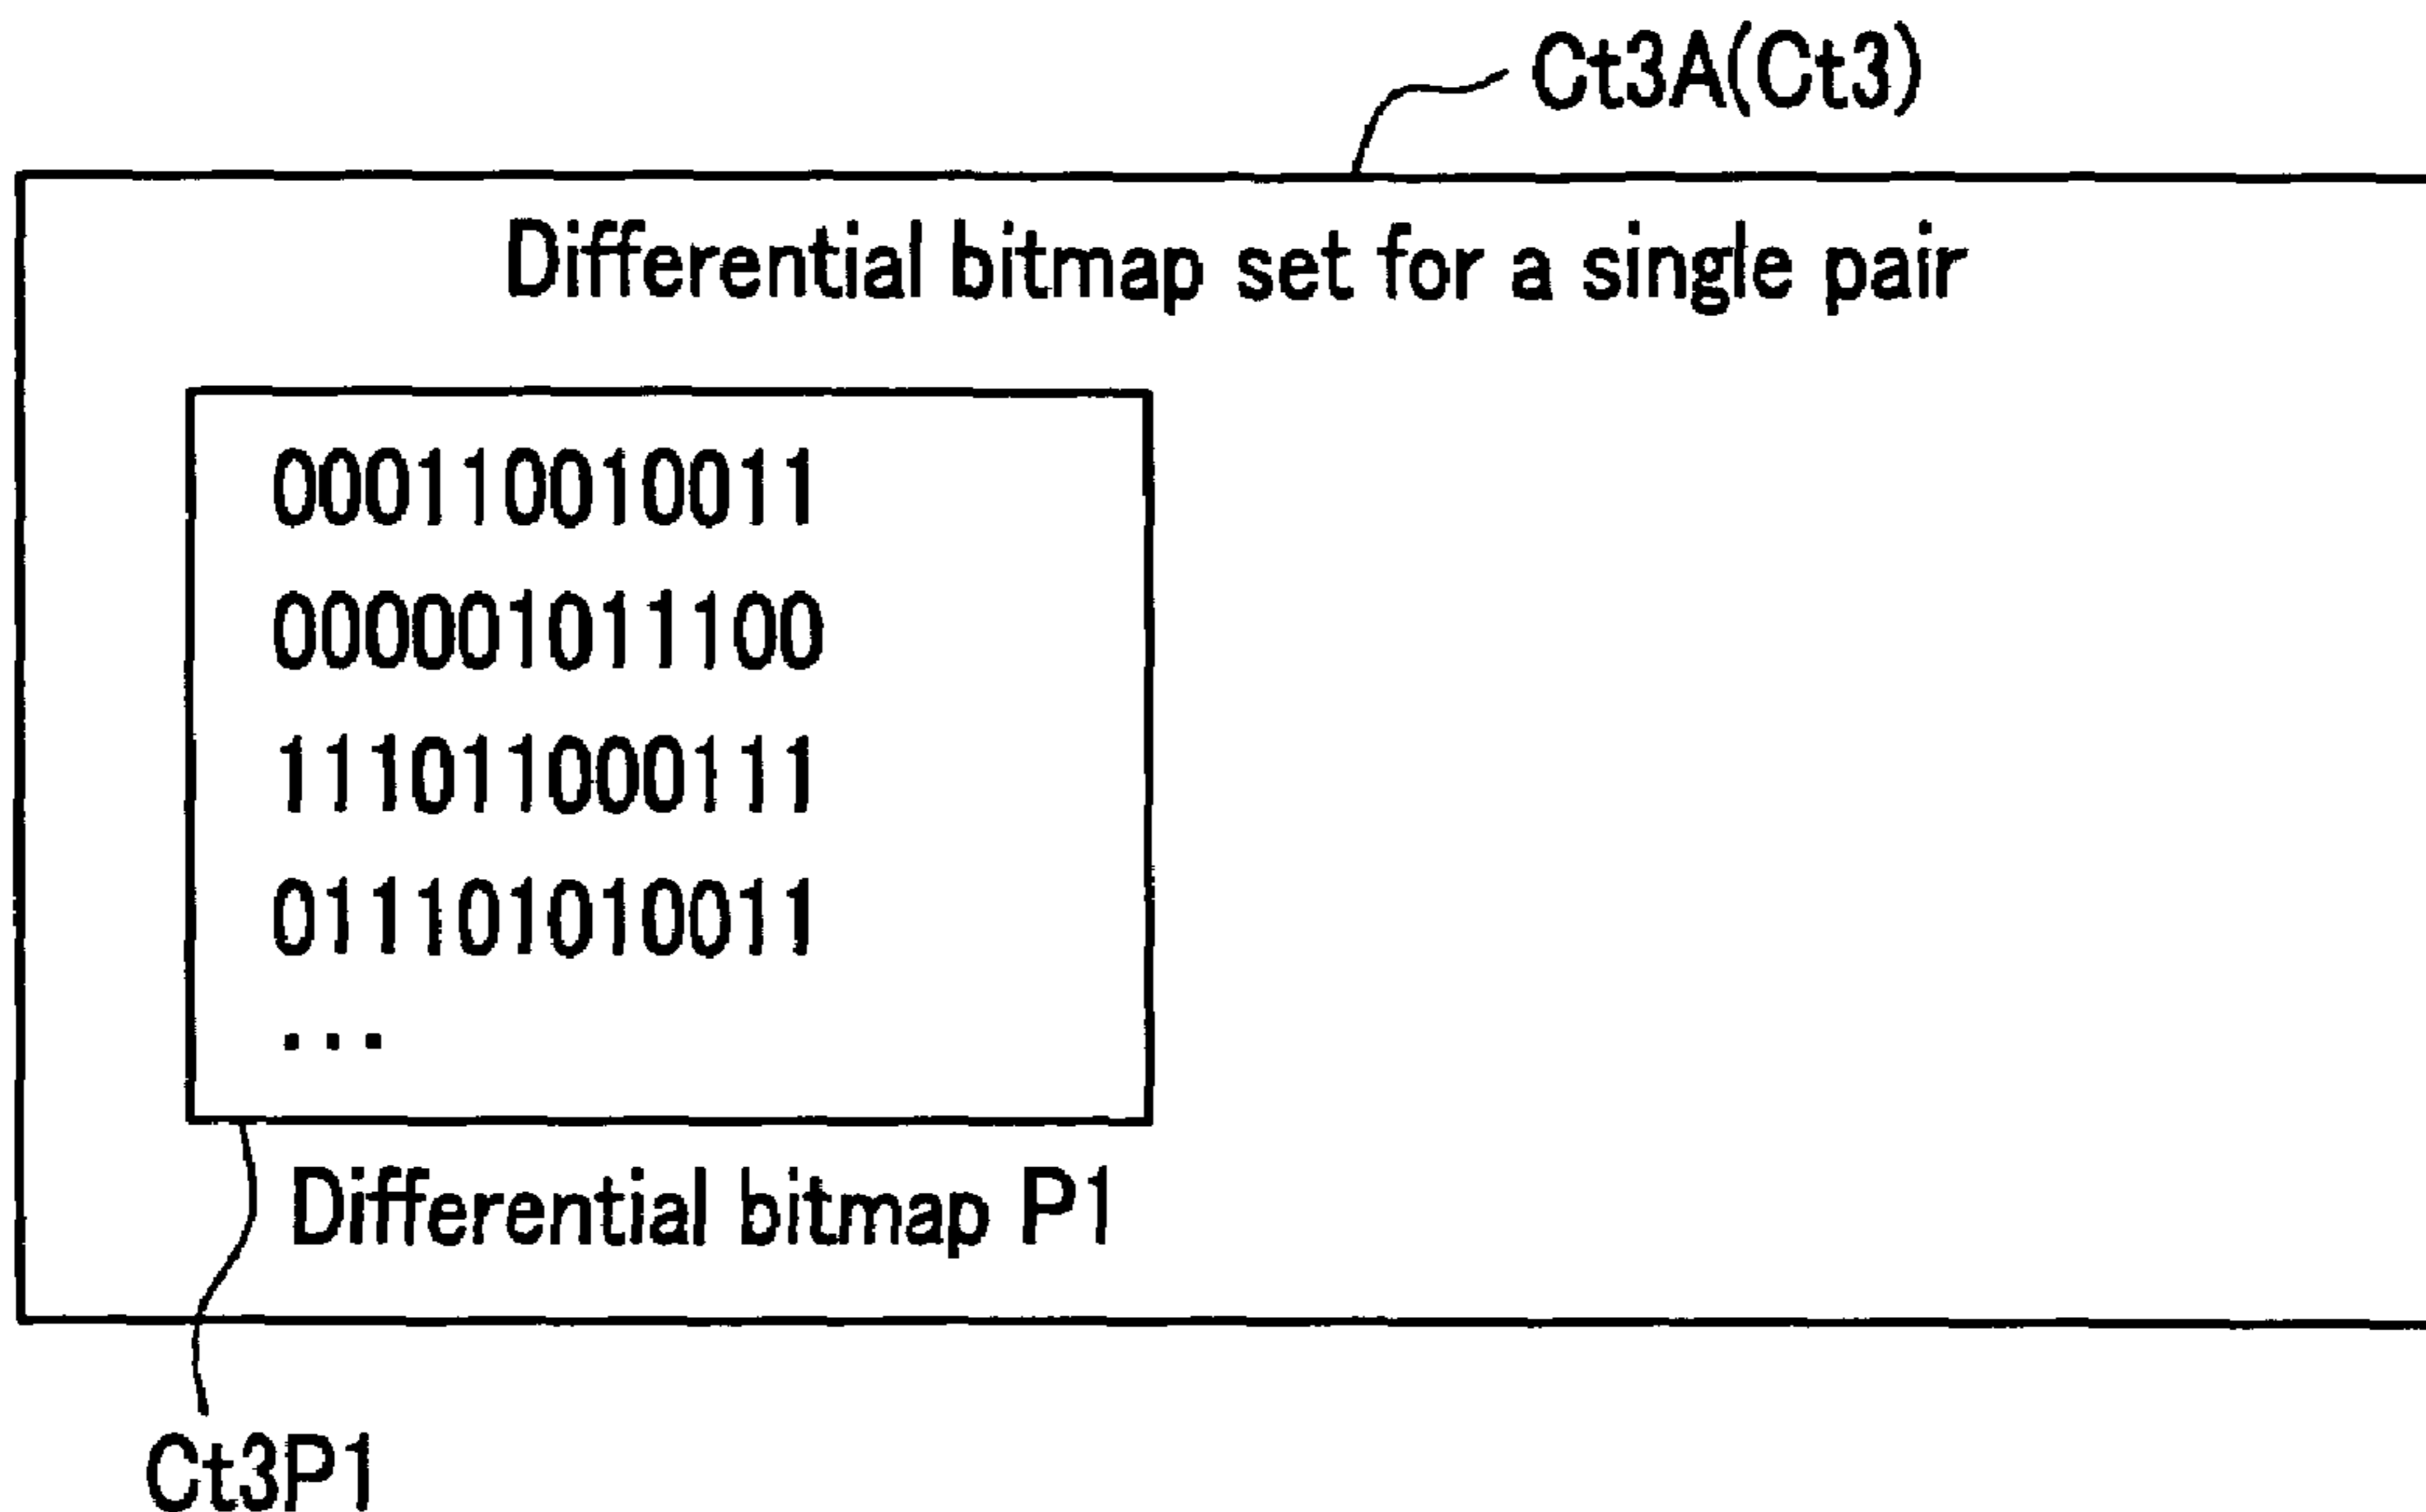 Ct3A(Ct3)
Differential bitmap set for a single pair
000110010011
000001011100
111011000111
011101010011
...
Differential bitmap P1
Ct3P1